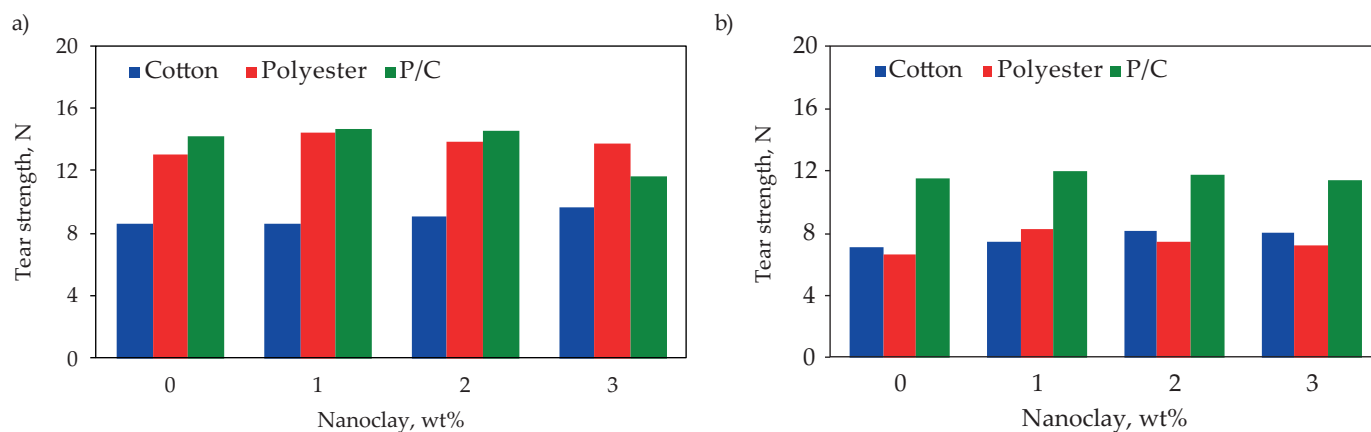 a)
20
16
12
8
4
0
Tear strength, N
Cotton Polyester P/C
0 1 2 3
Nanoclay, wt%
b)
20
16
12
8
4
0
Tear strength, N
Cotton Polyester P/C
0 1 2 3
Nanoclay, wt%